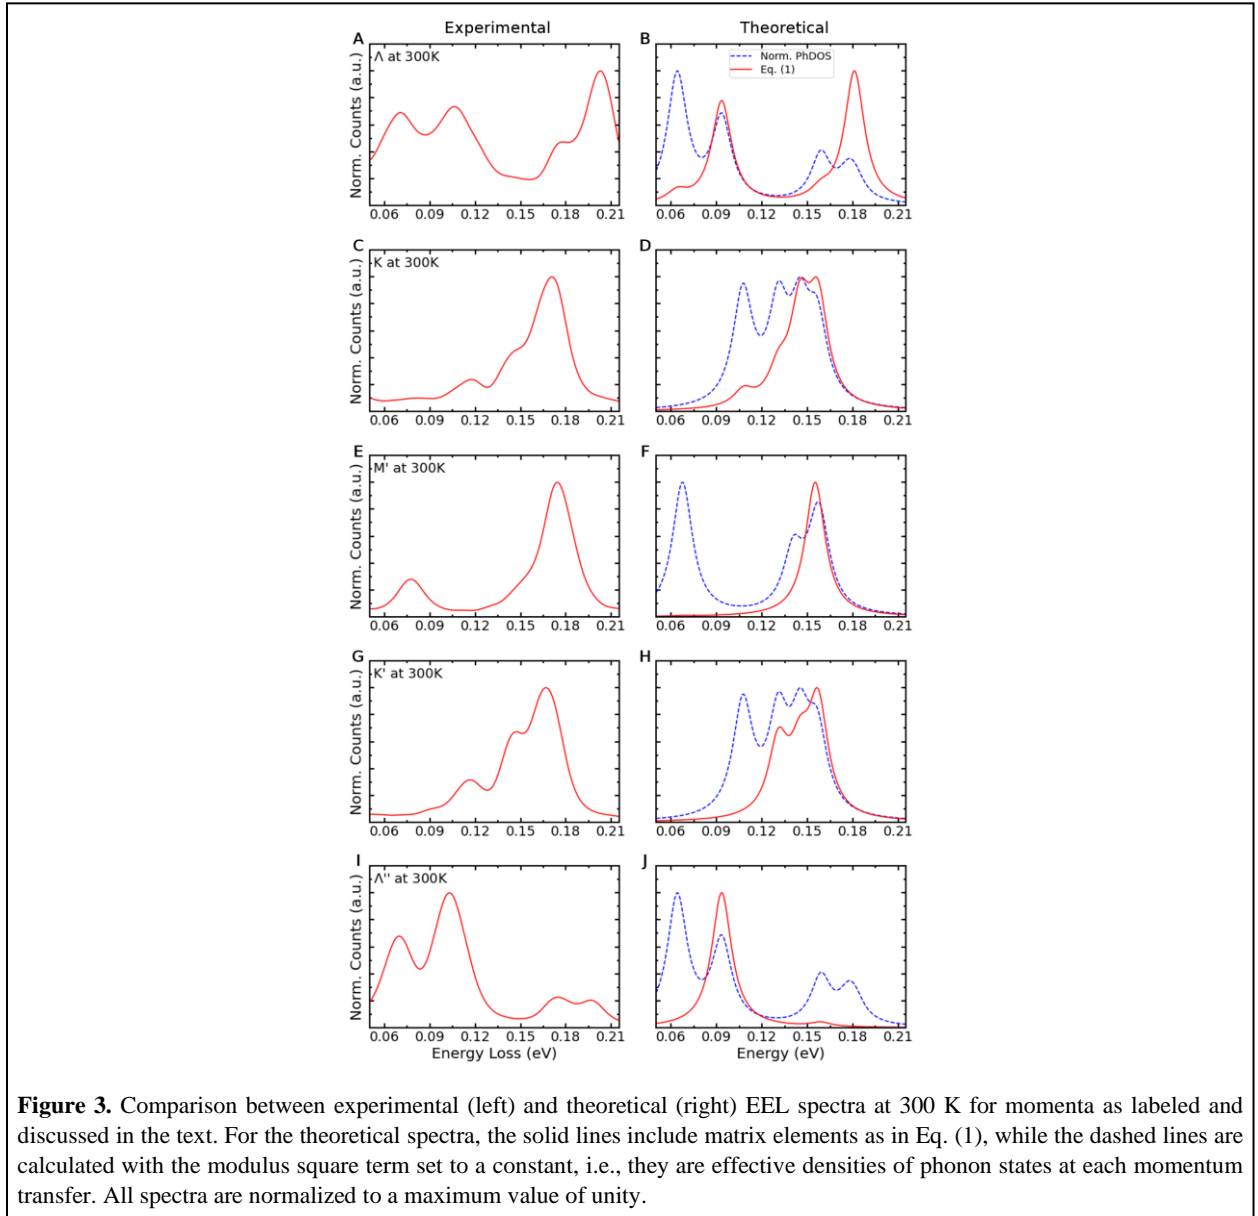 Experimental
Theoretical
A
Λ at 300K
Norm. Counts (a.u.)
0.06 0.09 0.12 0.15 0.18 0.21
B
Norm. PhDOS
Eq. (1)
0.06 0.09 0.12 0.15 0.18 0.21
C
K at 300K
Norm. Counts (a.u.)
0.06 0.09 0.12 0.15 0.18 0.21
D
0.06 0.09 0.12 0.15 0.18 0.21
E
M' at 300K
Norm. Counts (a.u.)
0.06 0.09 0.12 0.15 0.18 0.21
F
0.06 0.09 0.12 0.15 0.18 0.21
G
K' at 300K
Norm. Counts (a.u.)
0.06 0.09 0.12 0.15 0.18 0.21
H
0.06 0.09 0.12 0.15 0.18 0.21
I
Λ'' at 300K
Norm. Counts (a.u.)
0.06 0.09 0.12 0.15 0.18 0.21
Energy Loss (eV)
J
0.06 0.09 0.12 0.15 0.18 0.21
Energy (eV)
Figure 3. Comparison between experimental (left) and theoretical (right) EEL spectra at 300 K for momenta as labeled and
discussed in the text. For the theoretical spectra, the solid lines include matrix elements as in Eq. (1), while the dashed lines are
calculated with the modulus square term set to a constant, i.e., they are effective densities of phonon states at each momentum
transfer. All spectra are normalized to a maximum value of unity.